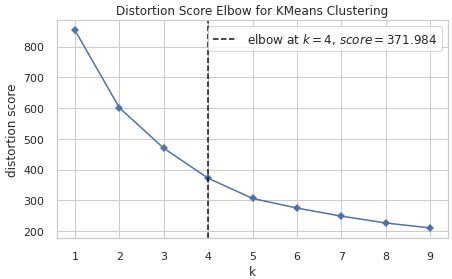 Distortion Score Elbow for KMeans Clustering
elbow at k = 4, score = 371.984
distortion score
800
700
600
500
400
300
200
1 2 3 4 5 6 7 8 9
k